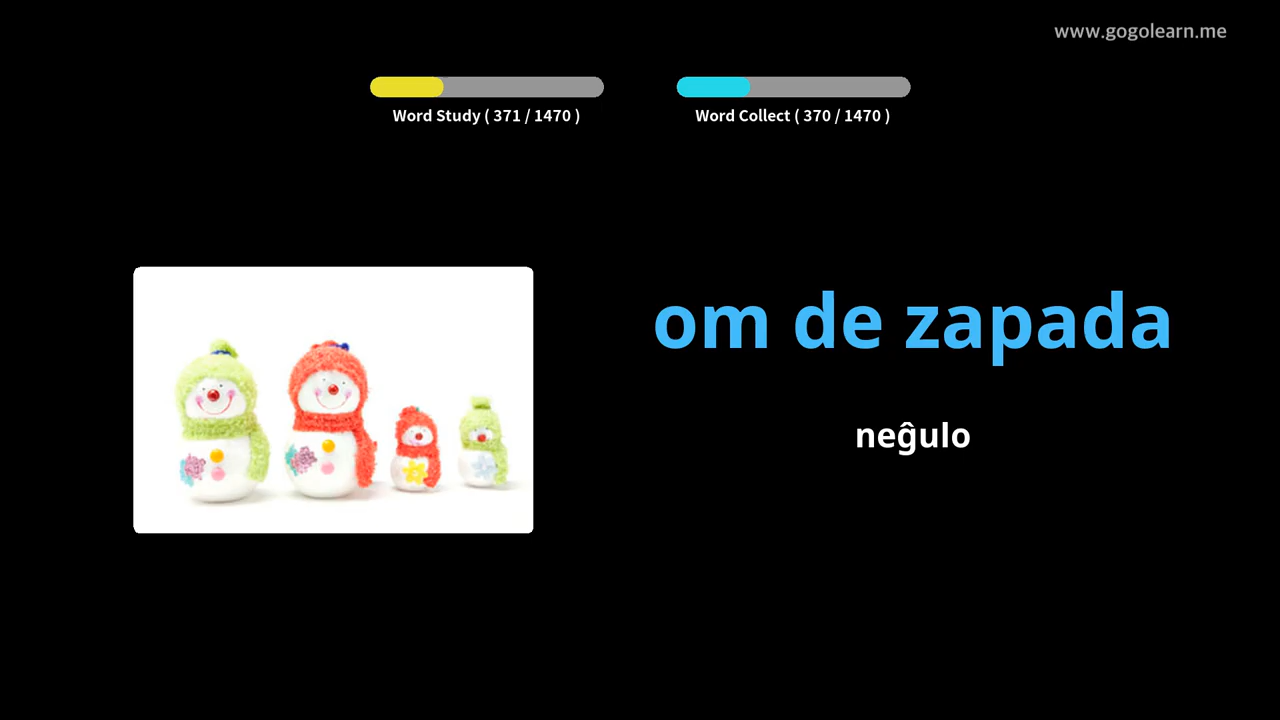 www.gogolearn.me
Word Study ( 371 / 1470 )
Word Collect ( 370 / 1470 )
om de zapada
neĝulo